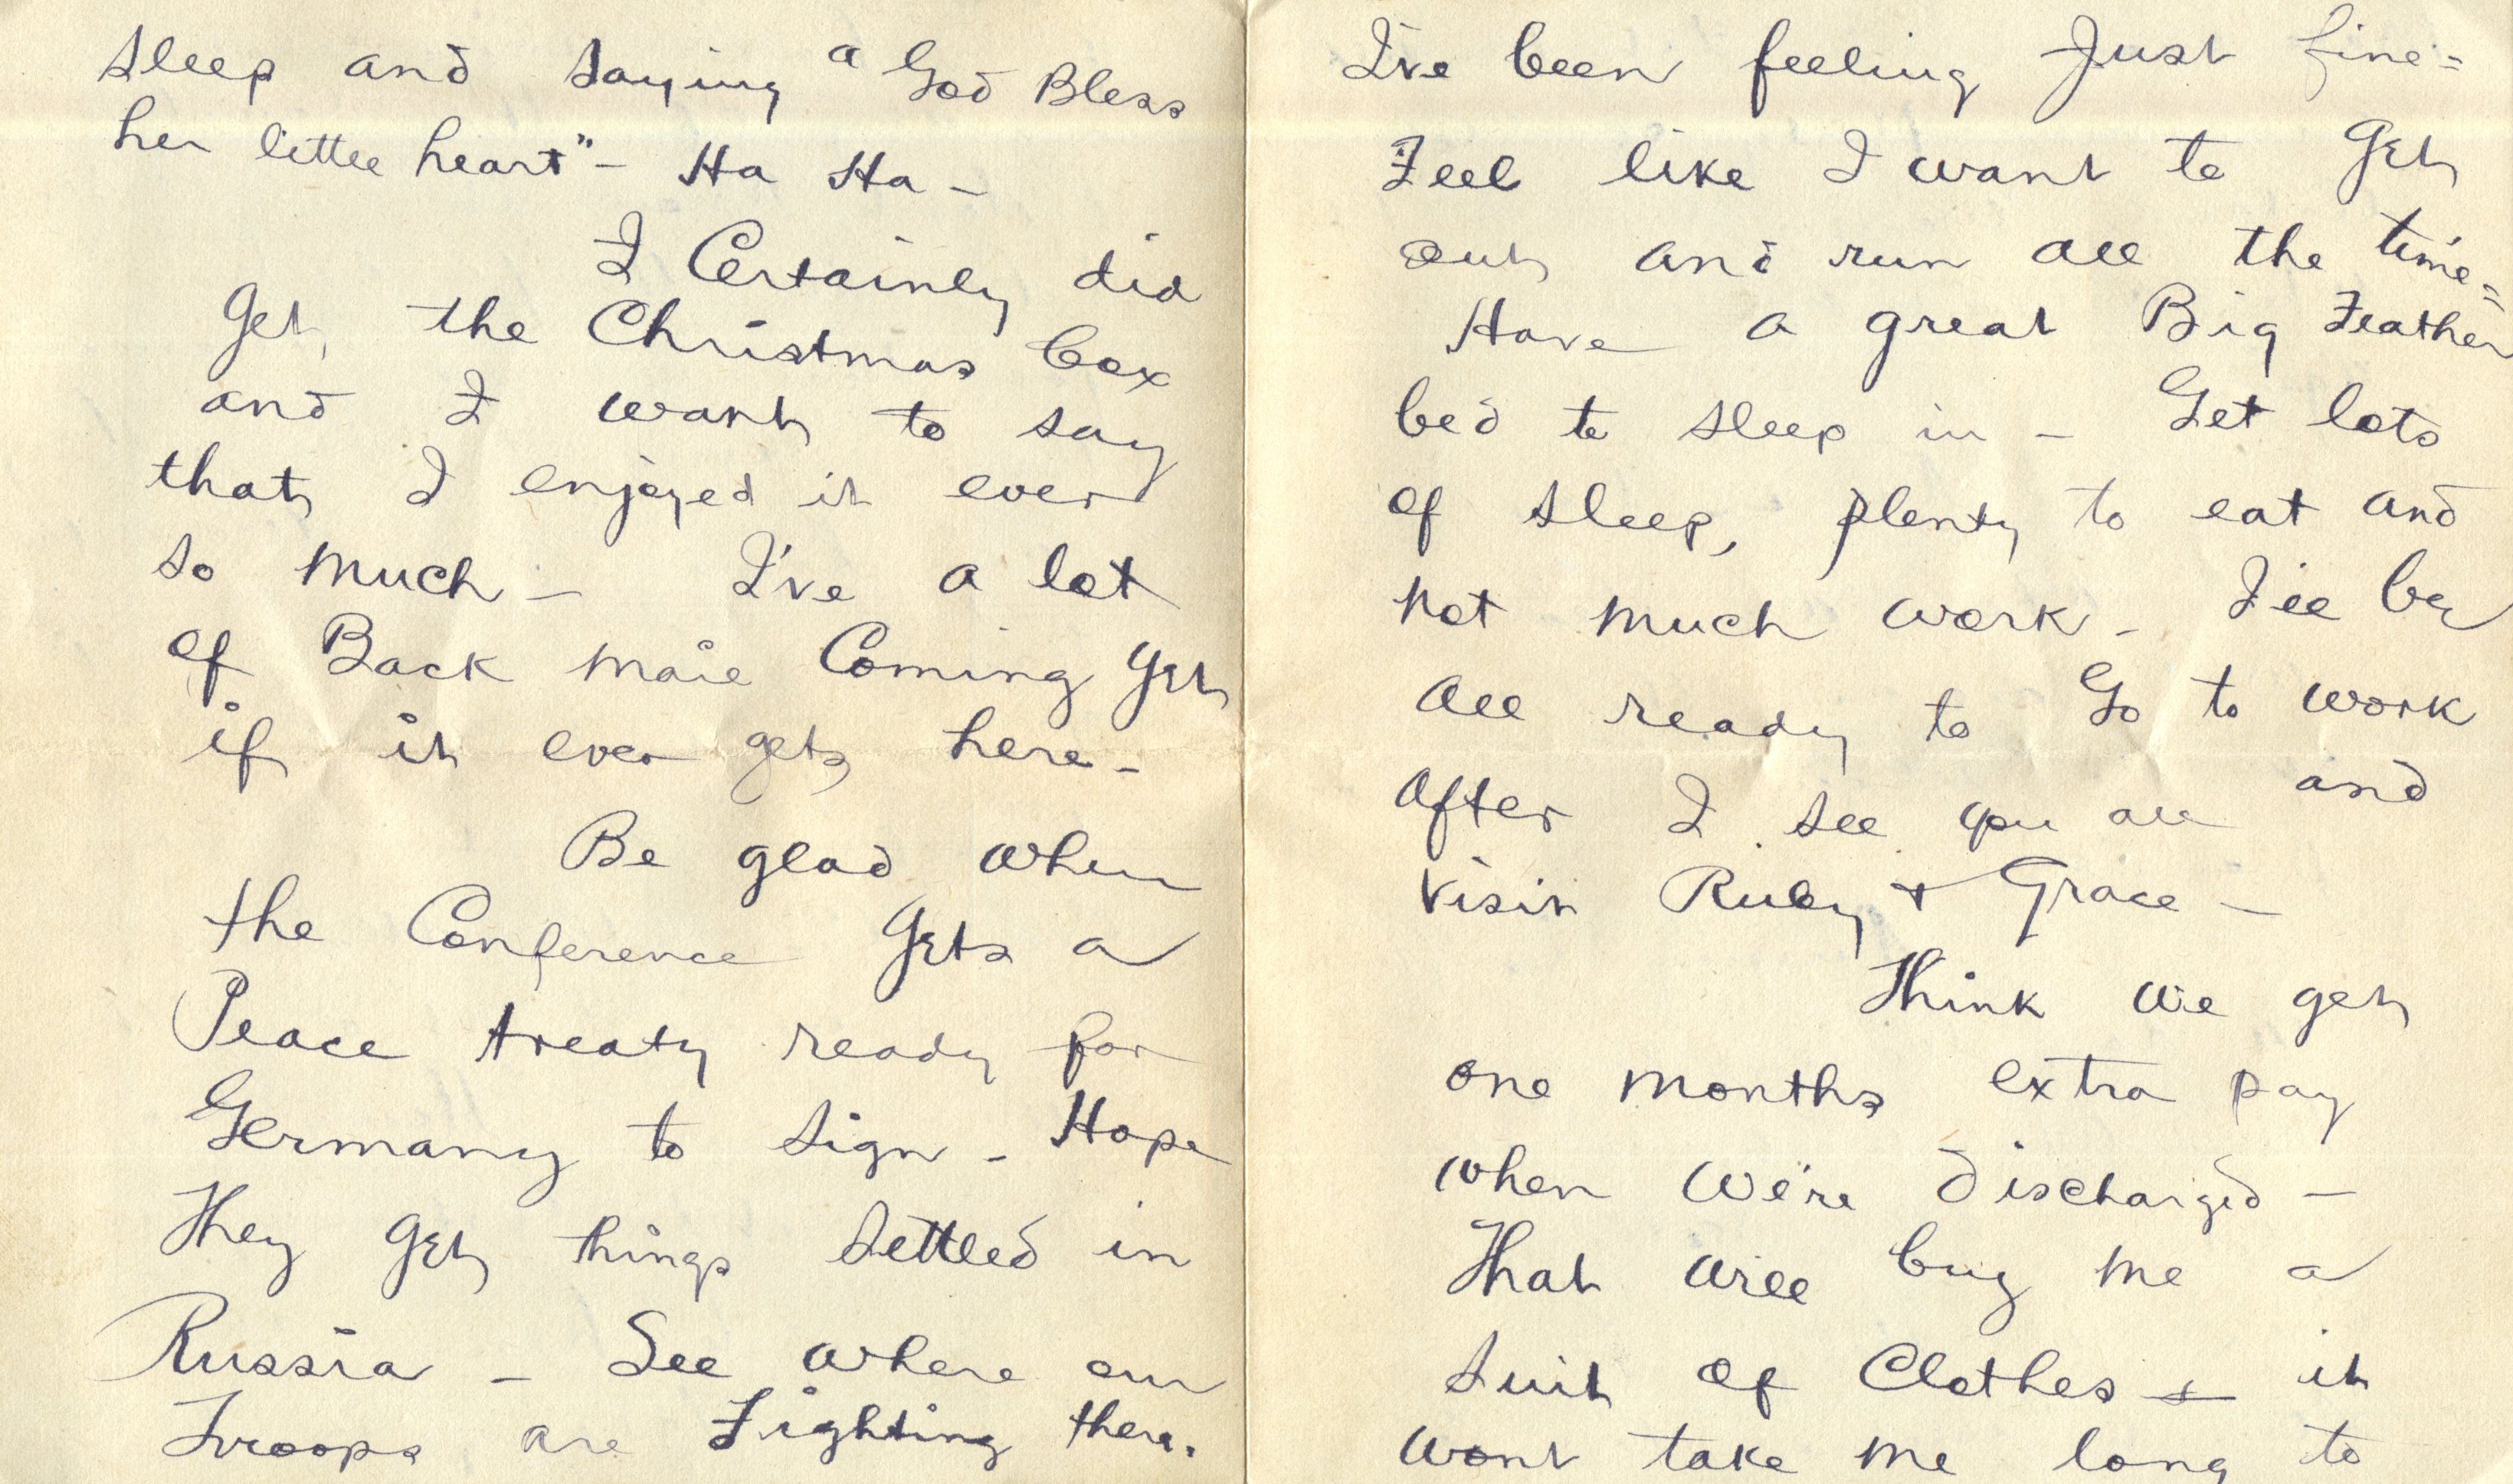 sleep and saying "God Bless
her little heart" - Ha Ha -
I Certainly did
get the Christmas box
and I want to say
that I enjoyed it ever
so much - I've a lot
of Back mail Coming yet
if it ever gets here -
Be glad when
the Conference gets a
Peace treaty ready for
Germany to sign - Hope
They get things settled in
Russia - See where our
Troops are Fighting there.
I've been feeling Just fine =
Feel like I want to get
out and run all the time =
Have a great Big Feather
bed to sleep in - Get lots
of sleep, plenty to eat and
not much work - I'll be
all ready to Go to work
after I see you all and
visit Ruby + Grace -
Think we get
one months extra pay
when we're discharged -
That will buy me a
suit of Clothes + it
wont take me long to